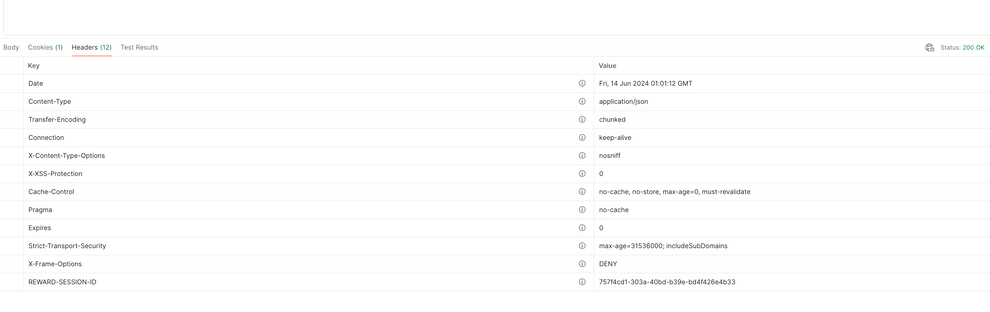 Body Cookies (1) Headers (12) Test Results Status: 200 OK
Key Value
Date Fri, 14 Jun 2024 01:01:12 GMT
Content-Type application/json
Transfer-Encoding chunked
Connection keep-alive
X-Content-Type-Options nosniff
X-XSS-Protection 0
Cache-Control no-cache, no-store, max-age=0, must-revalidate
Pragma no-cache
Expires 0
Strict-Transport-Security max-age=31536000; includeSubDomains
X-Frame-Options DENY
REWARD-SESSION-ID 757f4cd1-303a-40bd-b39e-bd4f426e4b33